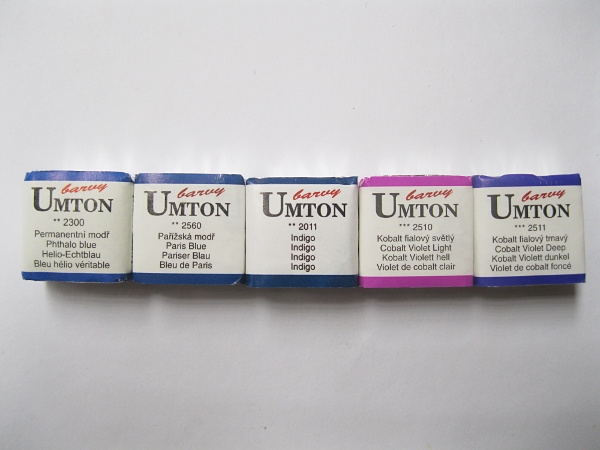 barvy
UMTON
** 2300
Permanentní modř
Phthalo blue
Helio-Echtblau
Bleu hélio véritable
barvy
UMTON
** 2560
Pařížská modř
Paris Blue
Pariser Blau
Bleu de Paris
barvy
UMTON
** 2011
Indigo
Indigo
Indigo
Indigo
barvy
UMTON
*** 2510
Kobalt fialový světlý
Cobalt Violet Light
Kobalt Violett hell
Violet de cobalt clair
barvy
UMTON
*** 2511
Kobalt fialový tmavý
Cobalt Violet Deep
Kobalt Violett dunkel
Violet de cobalt foncé